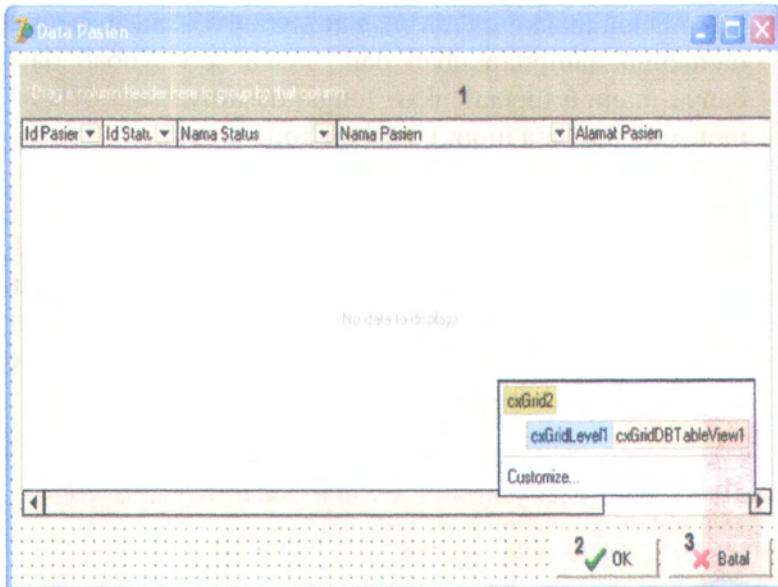 Data Pasien
Drag a column header here to group by that column
1
Id Pasier Id Statu Nama Status Nama Pasien Alamat Pasien
<No data to display>
cxGrid2
cxGridLevel1 cxGridDBTableView1
Customize...
2 OK 3 Batal